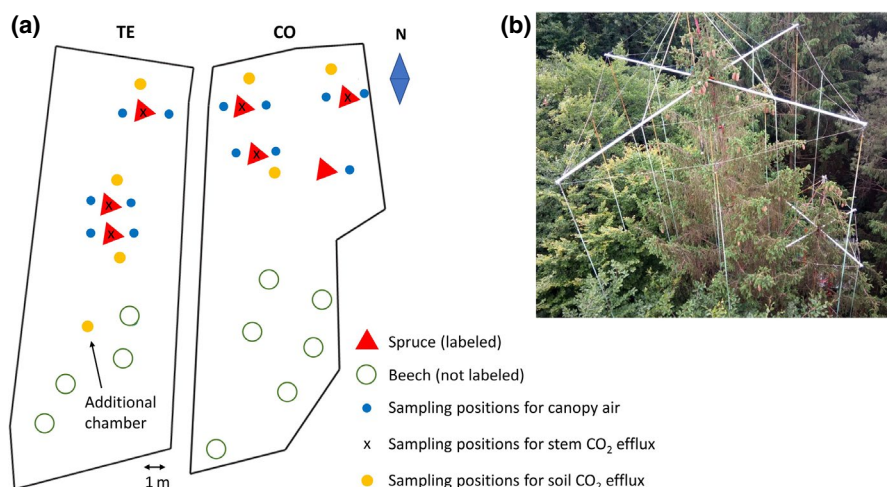 (a)
TE
CO
N
(b)
Additional
chamber
1 m
Spruce (labeled)
Beech (not labeled)
Sampling positions for canopy air
x Sampling positions for stem CO₂ efflux
Sampling positions for soil CO₂ efflux